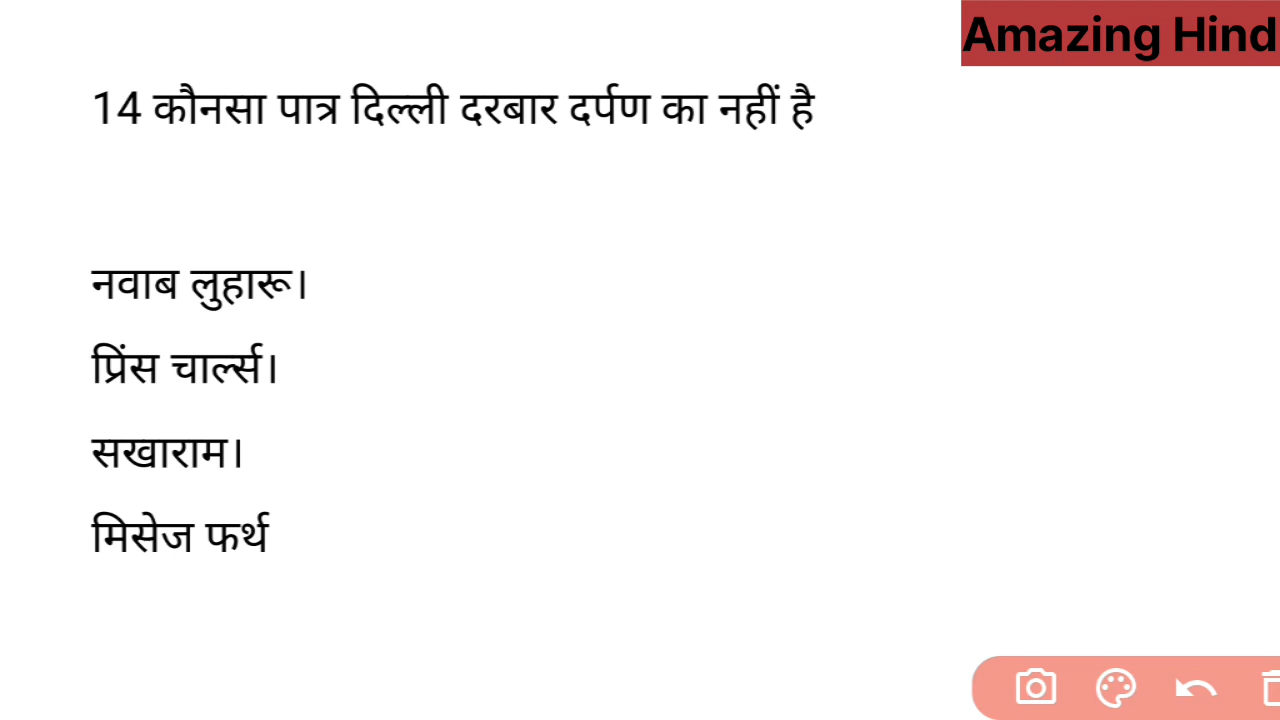 Amazing Hind
14 कौनसा पात्र दिल्ली दरबार दर्पण का नहीं है
नवाब लुहारू।
प्रिंस चार्ल्स।
सखाराम।
मिसेज फर्थ